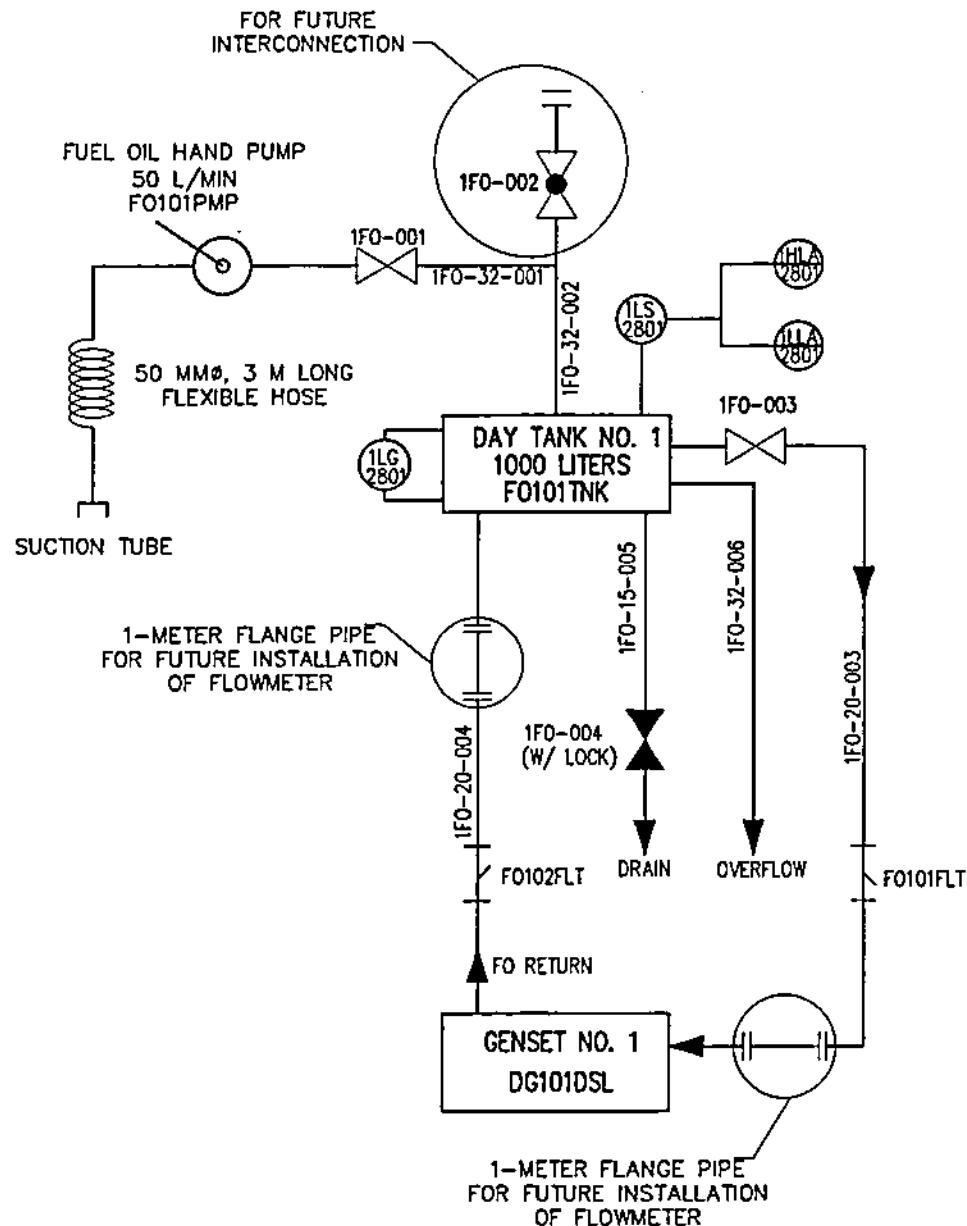 FOR FUTURE
INTERCONNECTION
FUEL OIL HAND PUMP
50 L/MIN
FO101PMP
1FO-002
1FO-001
1FO-32-001
1FO-32-002
1HLA
2801
1LS
2801
1LLA
2801
50 MMø, 3 M LONG
FLEXIBLE HOSE
1FO-003
DAY TANK NO. 1
1000 LITERS
FO101TNK
1LG
2801
SUCTION TUBE
1FO-15-005
1FO-32-006
1-METER FLANGE PIPE
FOR FUTURE INSTALLATION
OF FLOWMETER
1FO-20-003
1FO-004
(W/ LOCK)
1FO-20-004
FO102FLT
DRAIN
OVERFLOW
FO101FLT
FO RETURN
GENSET NO. 1
DG101DSL
1-METER FLANGE PIPE
FOR FUTURE INSTALLATION
OF FLOWMETER